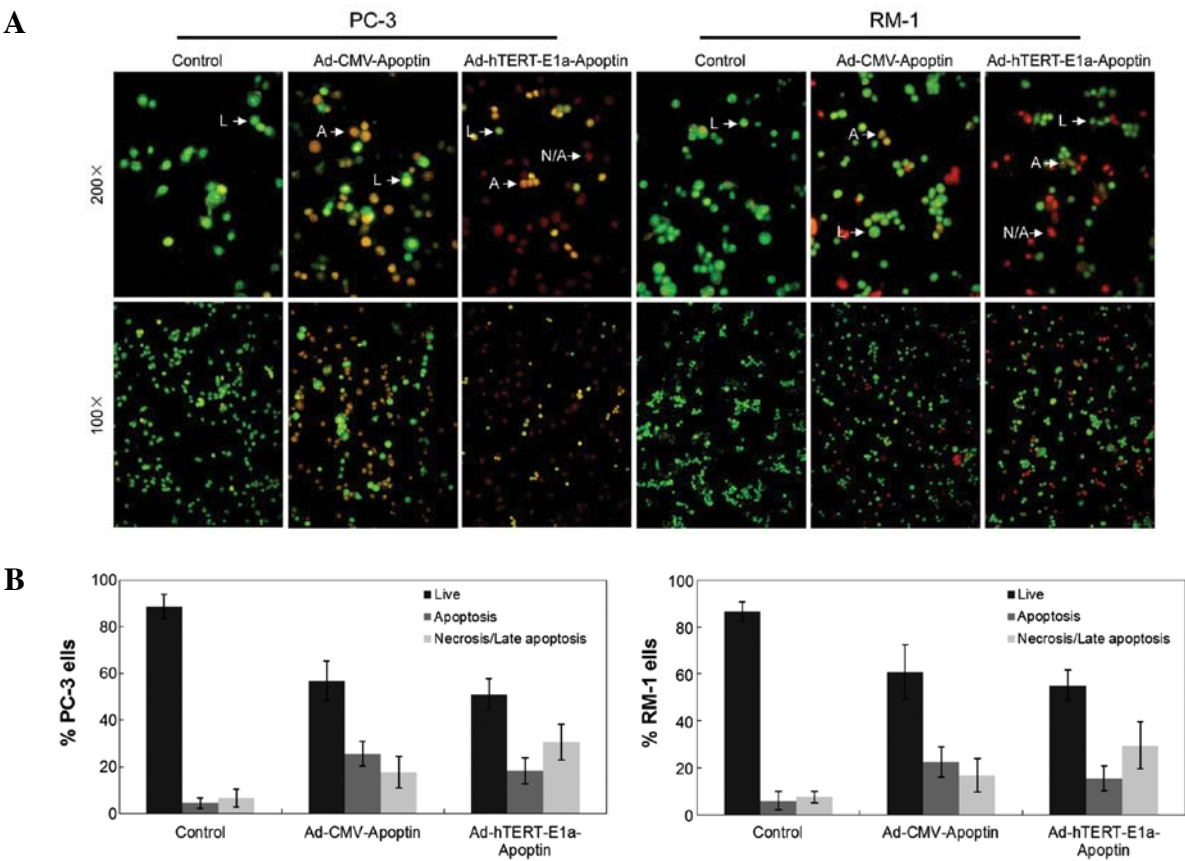 A
PC-3 RM-1
Control Ad-CMV-Apoptin Ad-hTERT-E1a-Apoptin Control Ad-CMV-Apoptin Ad-hTERT-E1a-Apoptin
200×
L
A
L
L
N/A
A
L
A
L
L
A
N/A
100×
B
% PC-3 ells
100
80
60
40
20
0
Live
Apoptosis
Necrosis/Late apoptosis
Control Ad-CMV-Apoptin Ad-hTERT-E1a-
Apoptin
% RM-1 ells
100
80
60
40
20
0
Live
Apoptosis
Necrosis/Late apoptosis
Control Ad-CMV-Apoptin Ad-hTERT-E1a-
Apoptin